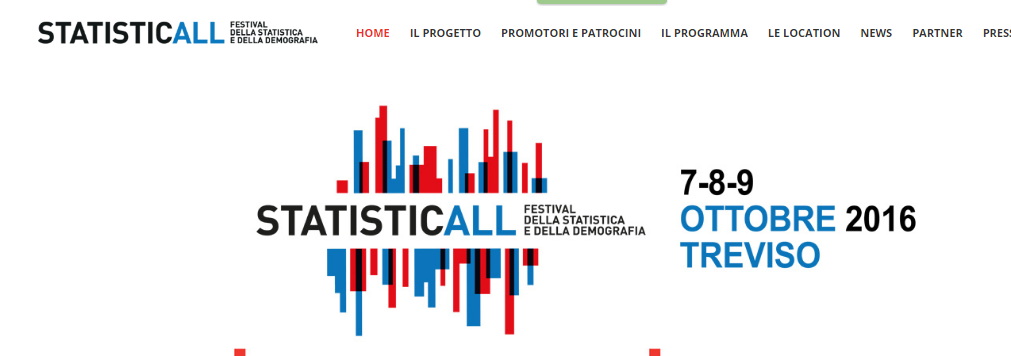 STATISTICALL FESTIVAL
DELLA STATISTICA
E DELLA DEMOGRAFIA
HOME IL PROGETTO PROMOTORI E PATROCINI IL PROGRAMMA LE LOCATION NEWS PARTNER PRESS
STATISTICALL FESTIVAL
DELLA STATISTICA
E DELLA DEMOGRAFIA
7-8-9
OTTOBRE 2016
TREVISO